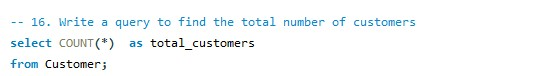 -- 16. Write a query to find the total number of customers
select COUNT(*)  as total_customers
from Customer;